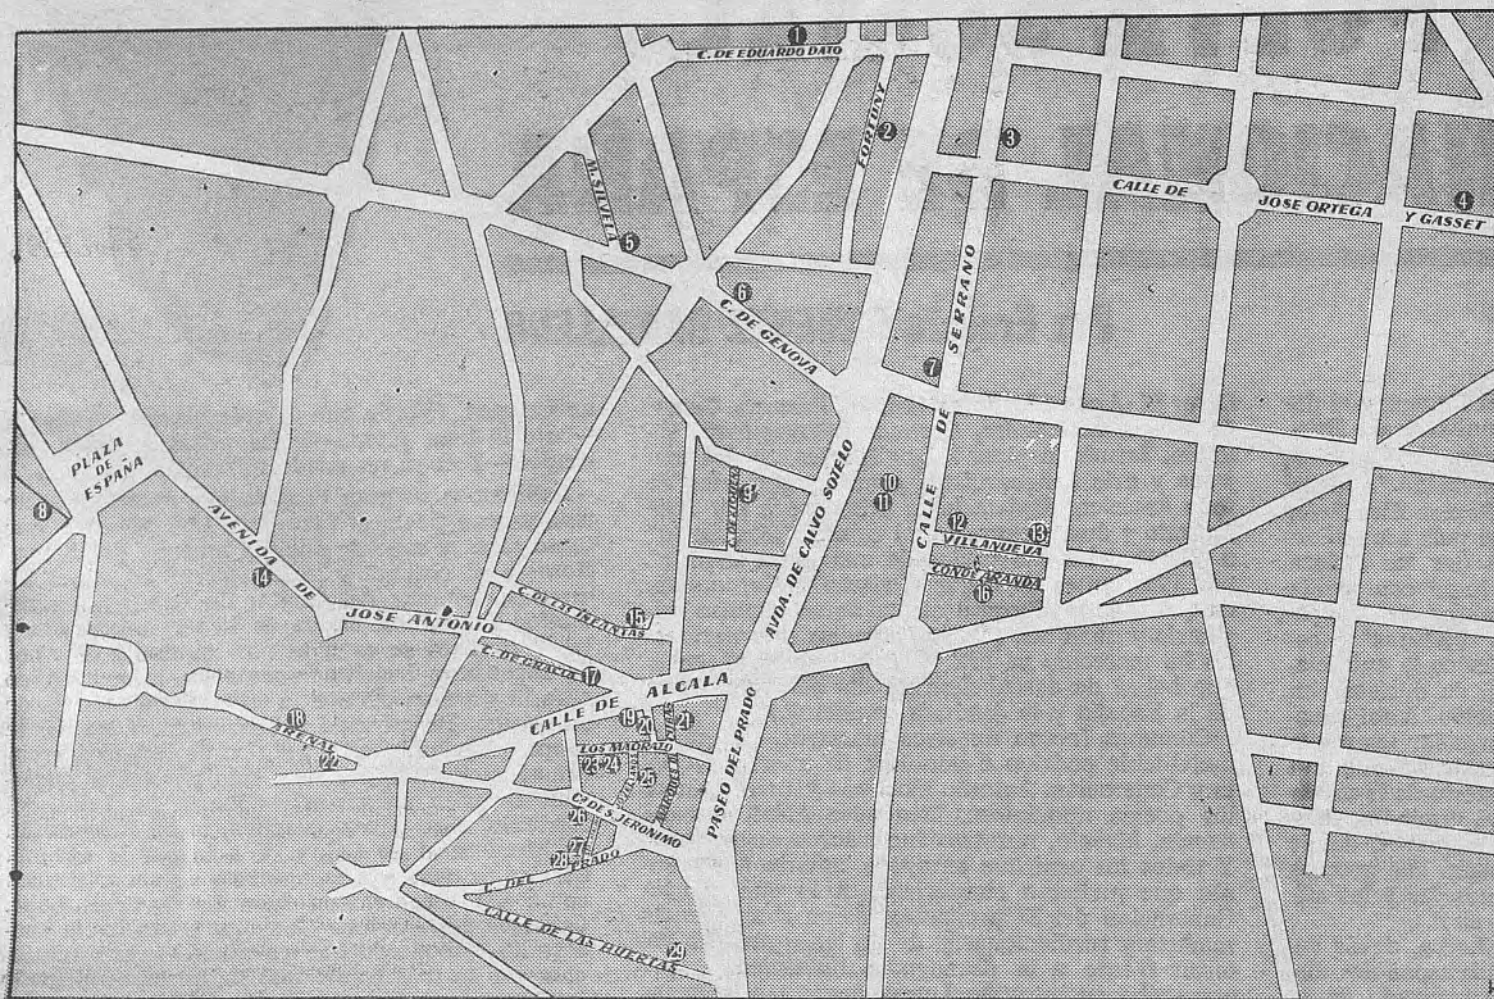 1
C. DE EDUARDO DATO
FORTUNY
2
3
CALLE DE
JOSE ORTEGA
Y GASSET
4
M. SILVELA
5
6
C. DE GENOVA
7
CALLE DE SERRANO
PLAZA
DE
ESPAÑA
8
9
10
11
12
13
VILLANUEVA
CONDE ARANDA
16
AVDA. DE CALVO SOTELO
AVENIDA DE
JOSE ANTONIO
14
C. DE LAS INFANTAS
15
C. DE GRACIA
17
CALLE DE ALCALA
18
ARENAL
22
19
20
21
LOS MADRAZO
23
24
25
MARQUES DE CUBAS
PASEO DEL PRADO
Cª DE S. JERONIMO
26
27
28
C. DEL PRADO
CALLE DE LAS HUERTAS
29